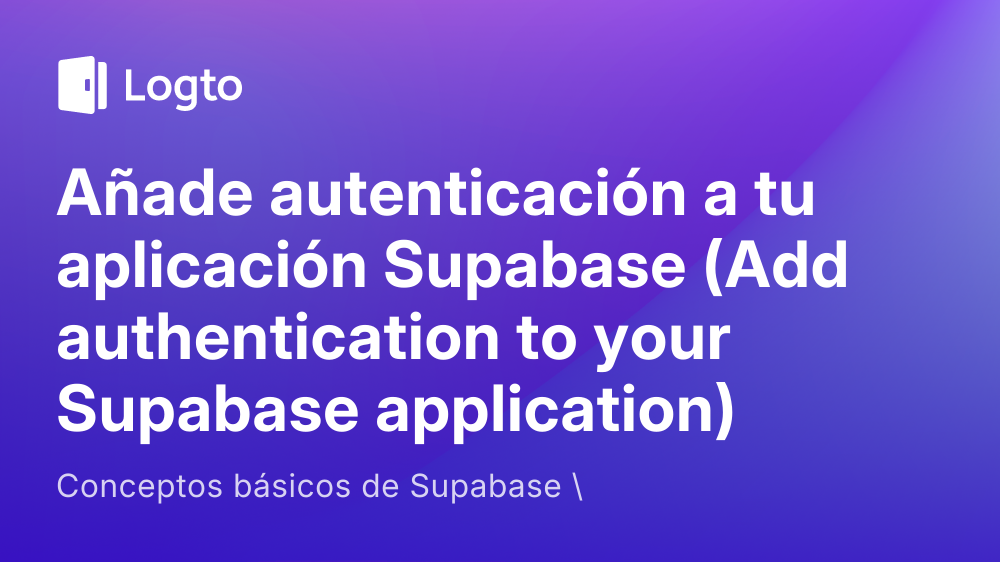 Logto
Añade autenticación a tu
aplicación Supabase (Add
authentication to your
Supabase application)
Conceptos básicos de Supabase \